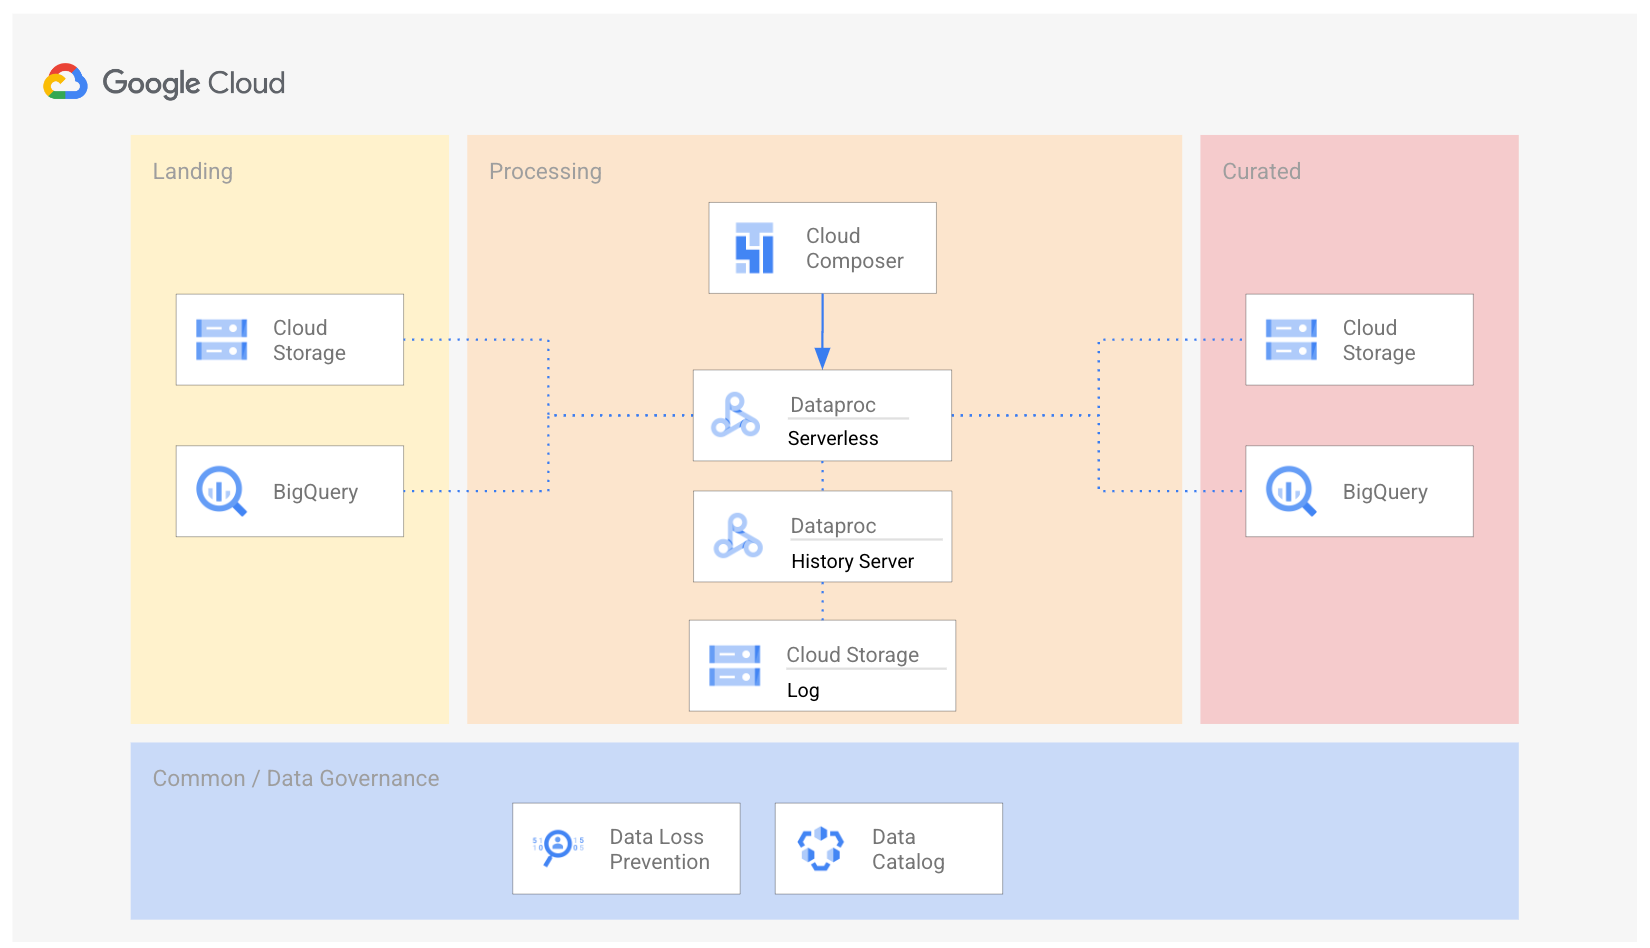 Google Cloud
Landing
Cloud
Storage
BigQuery
Processing
Cloud
Composer
Dataproc
Serverless
Dataproc
History Server
Cloud Storage
Log
Curated
Cloud
Storage
BigQuery
Common / Data Governance
Data Loss
Prevention
Data
Catalog